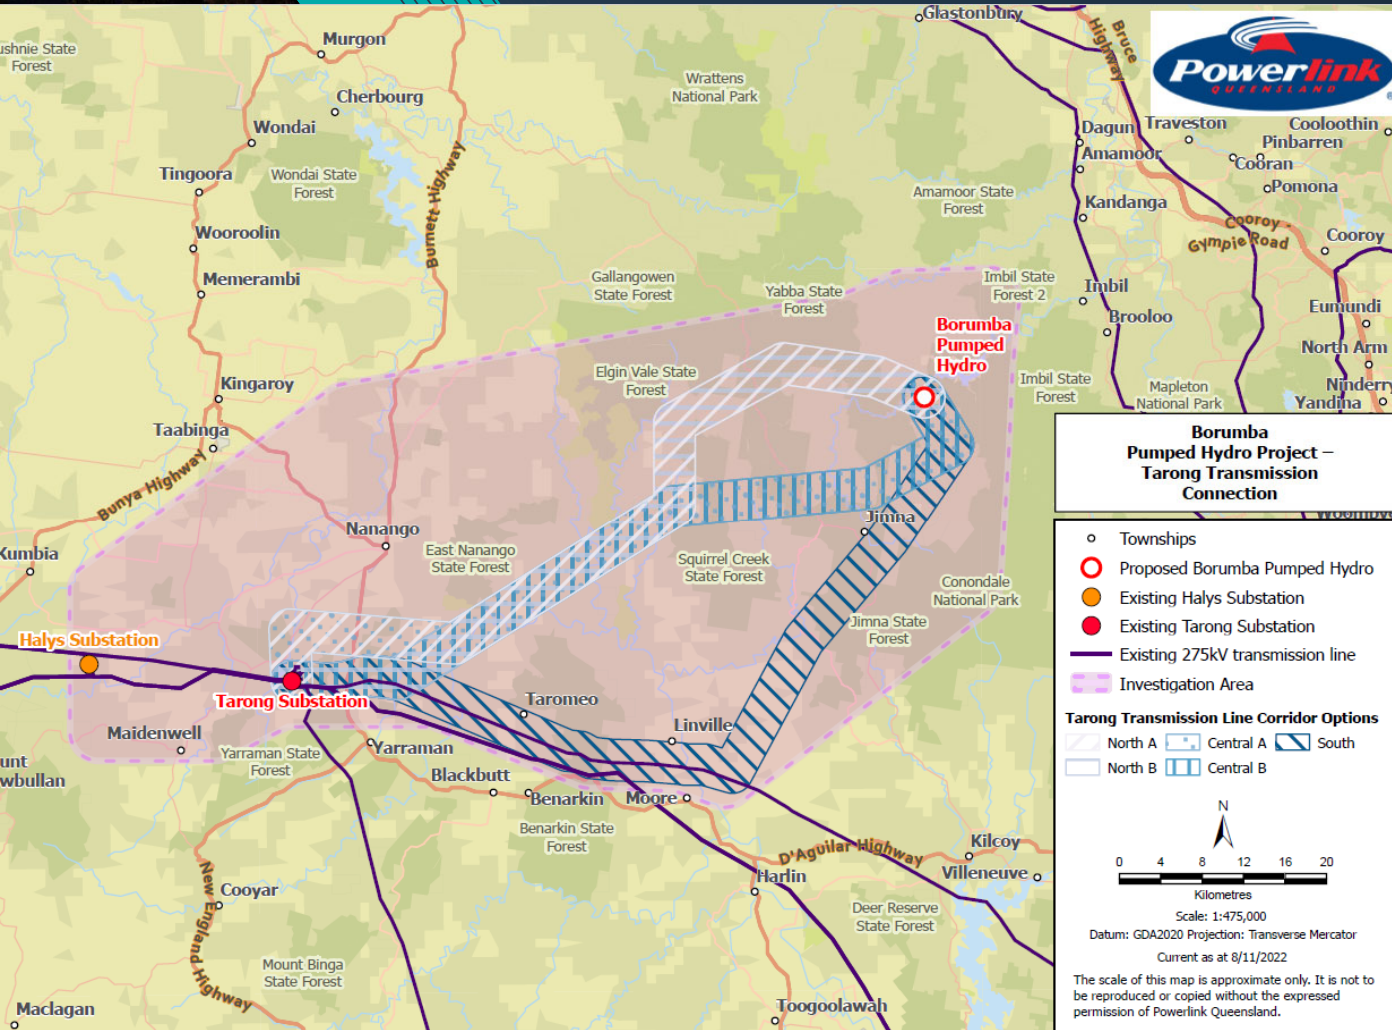 Glastonbury
Bruce
Highway
Powerlink
QUEENSLAND
ushnie State
Forest
Murgon
Wrattens
National Park
Cherbourg
Wondai
Dagun
Traveston
Cooloothin
Pinbarren
Amamoor
Cooran
Tingoora
Wondai State
Forest
Burnett Highway
Amamoor State
Forest
Pomona
Kandanga
Wooroolin
Cooroy -
Gympie Road
Cooroy
Memerambi
Gallangowen
State Forest
Yabba State
Forest
Imbil State
Forest 2
Imbil
Eumundi
Brooloo
Borumba
Pumped
Hydro
North Arm
Kingaroy
Elgin Vale State
Forest
Imbil State
Forest
Mapleton
National Park
Ninderry
Yandina
Taabinga
Bunya Highway
Borumba
Pumped Hydro Project –
Tarong Transmission
Connection
Nanango
Jimna
Kumbia
East Nanango
State Forest
Squirrel Creek
State Forest
Conondale
National Park
Jimna State
Forest
Halys Substation
Tarong Substation
Taromeo
Linville
Maidenwell
Yarraman State
Forest
Yarraman
unt
wbullan
Blackbutt
Benarkin
Moore
Benarkin State
Forest
D'Aguilar Highway
Kilcoy
Villeneuve
Harlin
New England Highway
Cooyar
Deer Reserve
State Forest
Mount Binga
State Forest
Maclagan
Toogoolawah
Townships
Proposed Borumba Pumped Hydro
Existing Halys Substation
Existing Tarong Substation
Existing 275kV transmission line
Investigation Area
Tarong Transmission Line Corridor Options
North A Central A South
North B Central B
N
0 4 8 12 16 20
Kilometres
Scale: 1:475,000
Datum: GDA2020 Projection: Transverse Mercator
Current as at 8/11/2022
The scale of this map is approximate only. It is not to
be reproduced or copied without the expressed
permission of Powerlink Queensland.